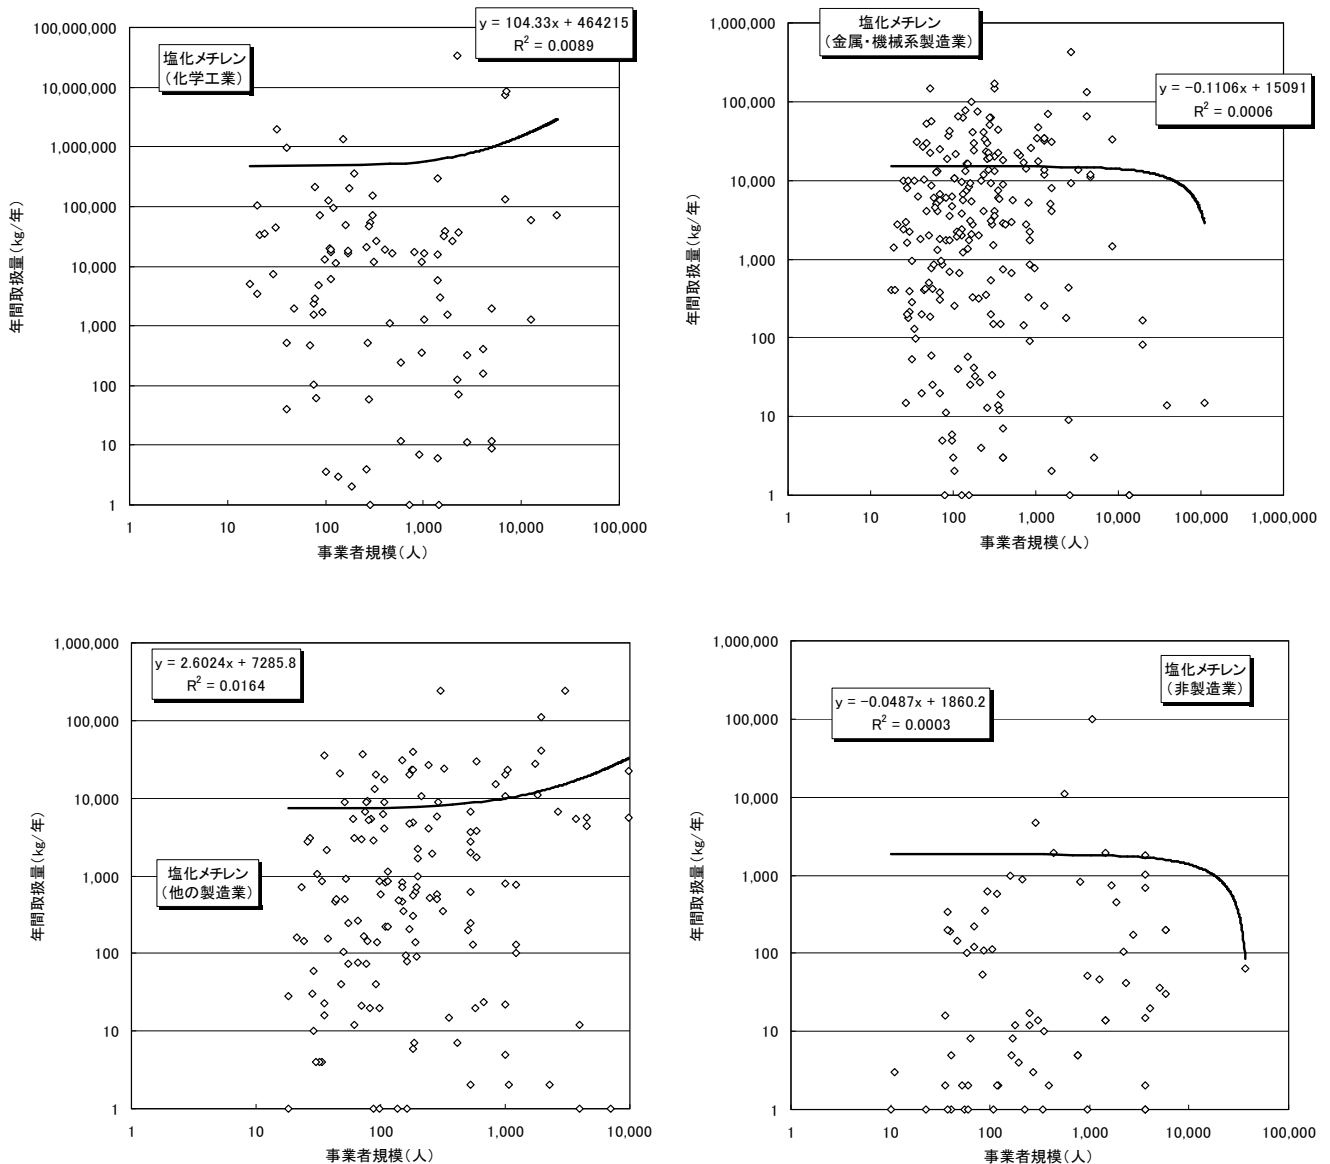 塩化メチレン
(化学工業)
y = 104.33x + 464215
R² = 0.0089
100,000,000
10,000,000
1,000,000
100,000
10,000
1,000
100
10
1
1
10
100
1,000
10,000
100,000
年間取扱量(kg/年)
事業者規模(人)
塩化メチレン
(金属・機械系製造業)
y = −0.1106x + 15091
R² = 0.0006
1,000,000
100,000
10,000
1,000
100
10
1
1
10
100
1,000
10,000
100,000
1,000,000
年間取扱量(kg/年)
事業者規模(人)
y = 2.6024x + 7285.8
R² = 0.0164
塩化メチレン
(他の製造業)
1,000,000
100,000
10,000
1,000
100
10
1
1
10
100
1,000
10,000
年間取扱量(kg/年)
事業者規模(人)
塩化メチレン
(非製造業)
y = −0.0487x + 1860.2
R² = 0.0003
1,000,000
100,000
10,000
1,000
100
10
1
1
10
100
1,000
10,000
100,000
年間取扱量(kg/年)
事業者規模(人)